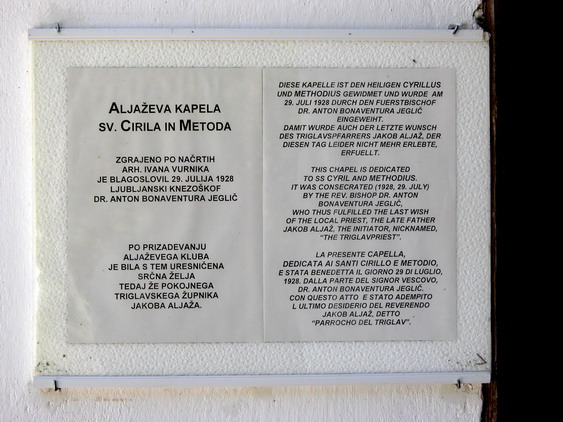 ALJAŽEVA KAPELA
SV. CIRILA IN METODA
ZGRAJENO PO NAČRTIH
ARH. IVANA VURNIKA
JE BLAGOSLOVIL 29. JULIJA 1928
LJUBLJANSKI KNEZOŠKOF
DR. ANTON BONAVENTURA JEGLIČ
PO PRIZADEVANJU
ALJAŽEVEGA KLUBA
JE BILA S TEM URESNIČENA
SRČNA ŽELJA
TEDAJ ŽE POKOJNEGA
TRIGLAVSKEGA ŽUPNIKA
JAKOBA ALJAŽA.
DIESE KAPELLE IST DEN HEILIGEN CYRILLUS
UND METHODIUS GEWIDMET UND WURDE AM
29. JULI 1928 DURCH DEN FUERSTBISCHOF
DR. ANTON BONAVENTURA JEGLIČ
EINGEWEIHT.
DAMIT WURDE AUCH DER LETZTE WUNSCH
DES TRIGLAVSPFARRERS JAKOB ALJAŽ, DER
DIESEN TAG LEIDER NICHT MEHR ERLEBTE,
ERFUELLT.
THIS CHAPEL IS DEDICATED
TO SS CYRIL AND METHODIUS.
IT WAS CONSECRATED (1928, 29. JULY)
BY THE REV. BISHOP DR. ANTON
BONAVENTURA JEGLIČ,
WHO THUS FULFILLED THE LAST WISH
OF THE LOCAL PRIEST, THE LATE FATHER
JAKOB ALJAŽ, THE INITIATOR, NICKNAMED,
"THE TRIGLAVPRIEST".
LA PRESENTE CAPELLA,
DEDICATA AI SANTI CIRILLO E METODIO,
E STATA BENEDETTA IL GIORNO 29 DI LUGLIO,
1928. DALLA PARTE DEL SIGNOR VESCOVO,
DR. ANTON BONAVENTURA JEGLIČ.
CON QUESTO ATTO E STATO ADEMPITO
L ULTIMO DESIDERIO DEL REVERENDO
JAKOB ALJAŽ, DETTO
"PARROCHO DEL TRIGLAV".